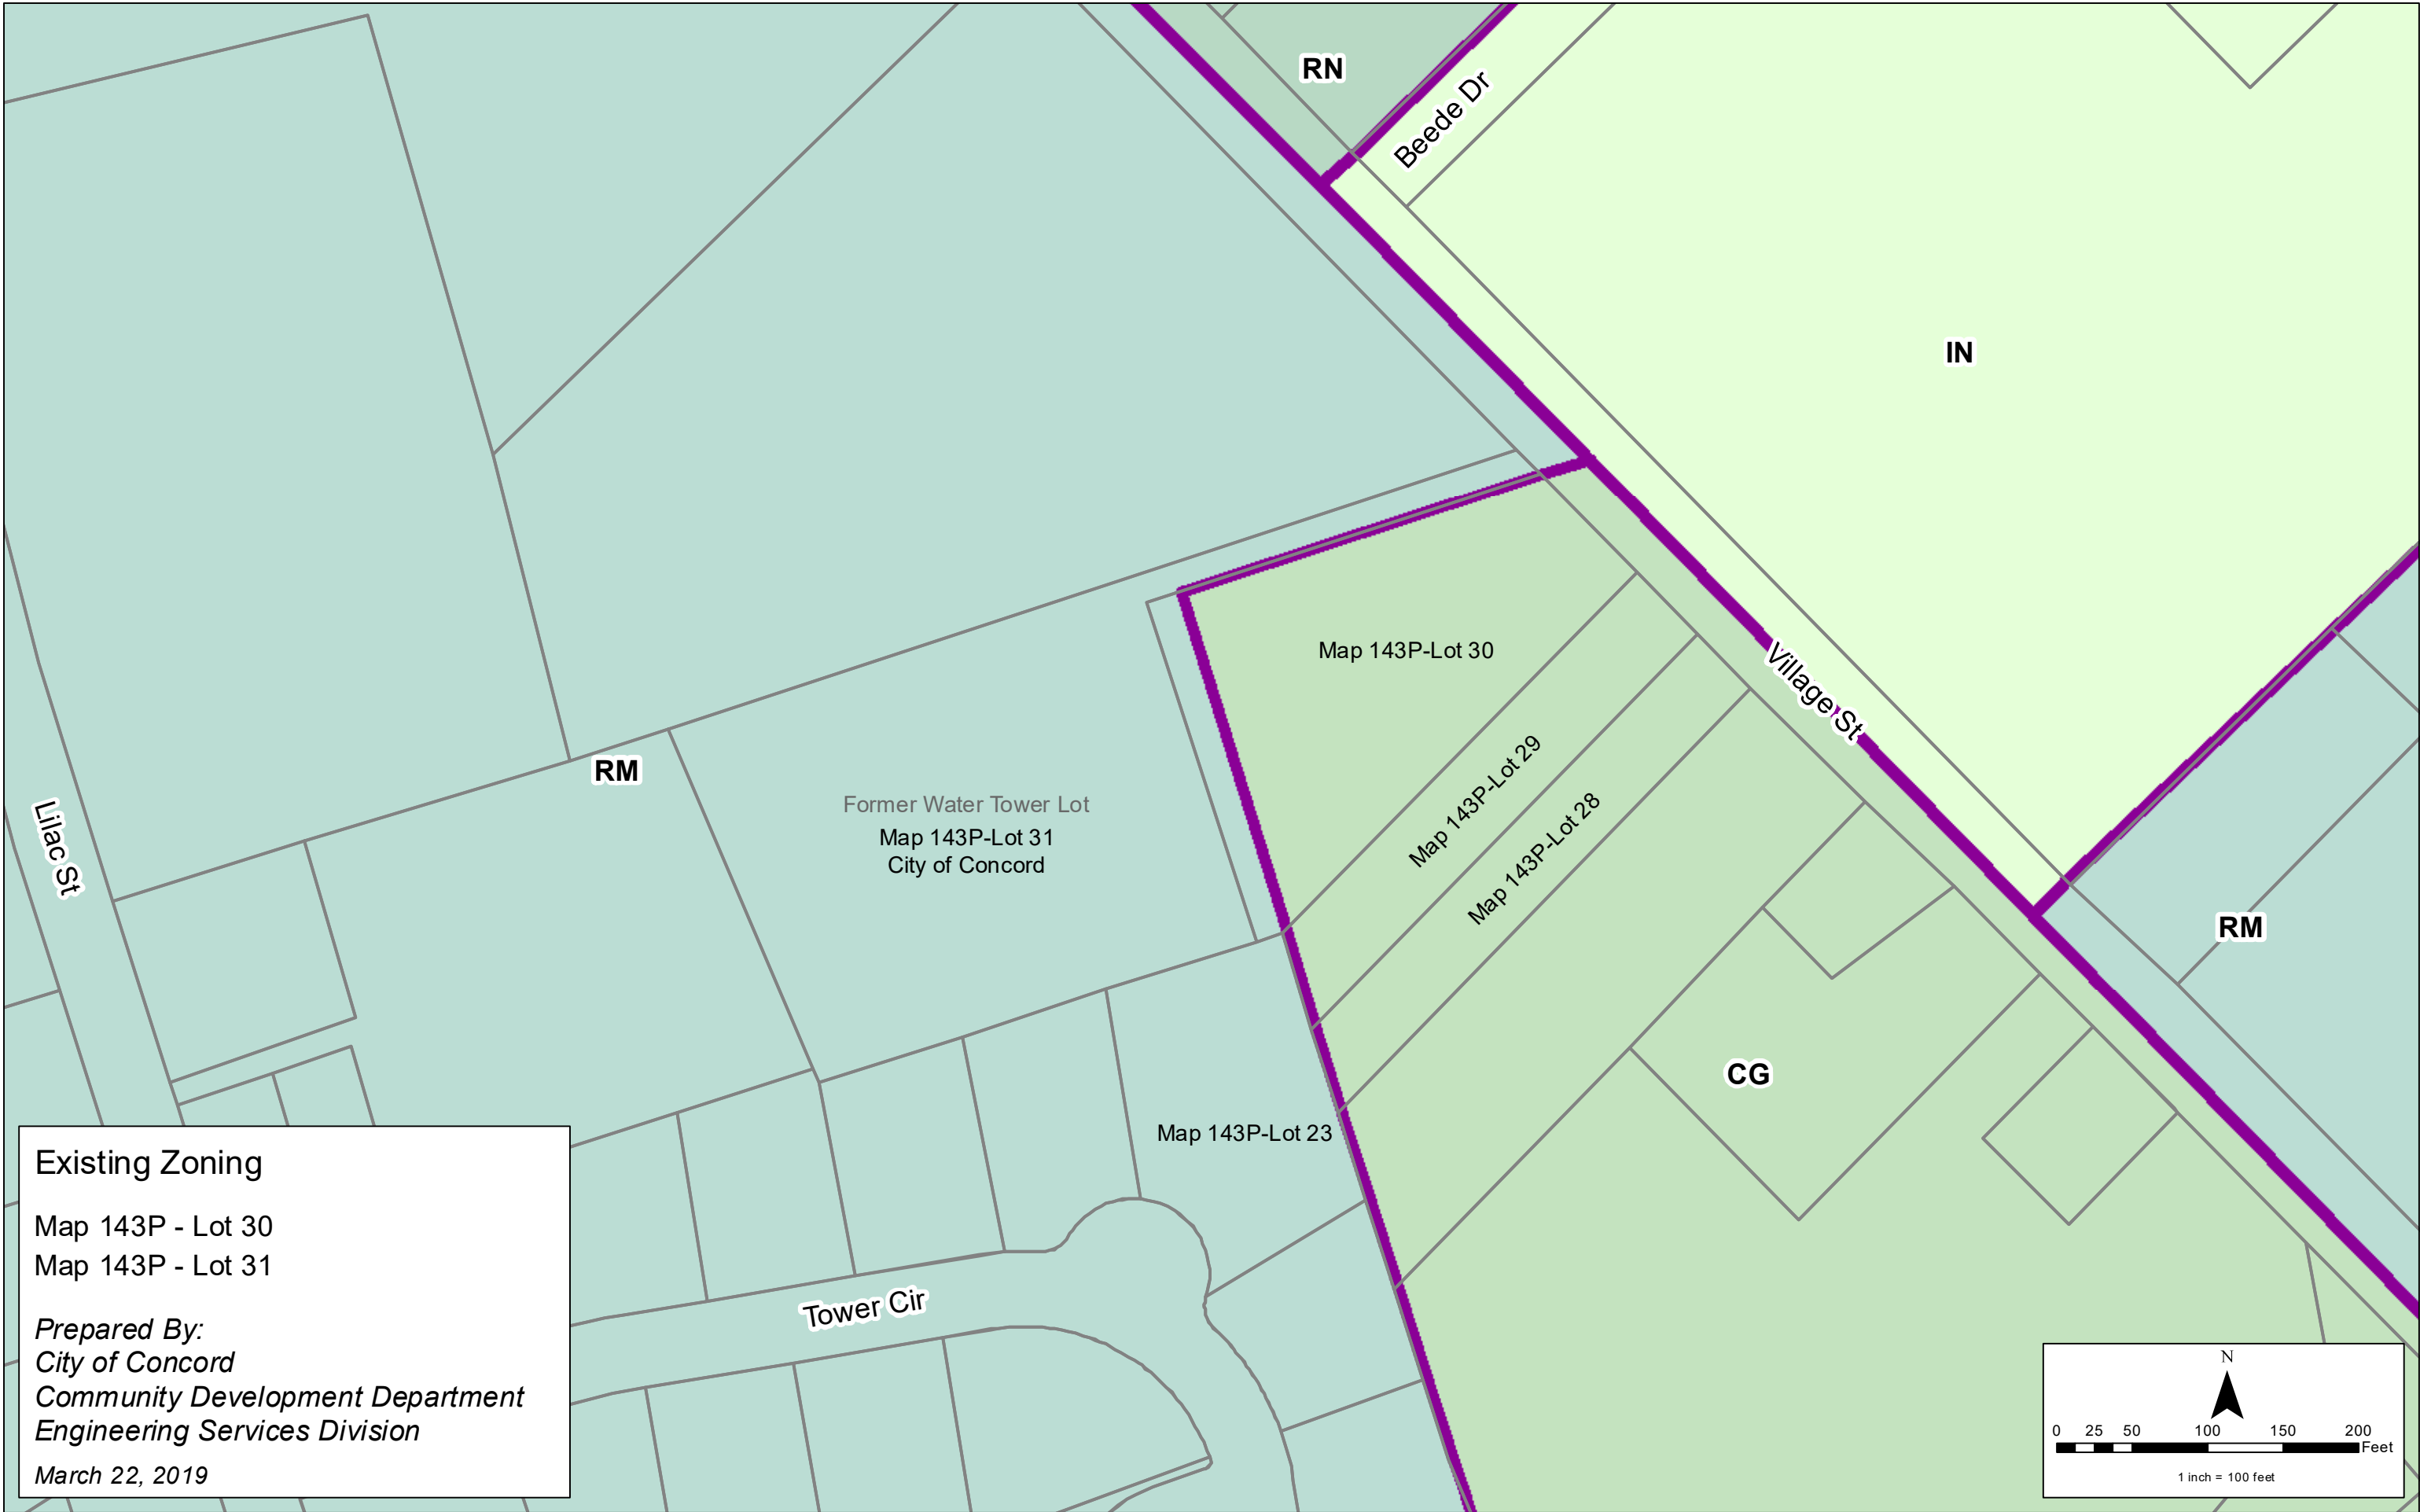 RN
Beede Dr
IN
Map 143P-Lot 30
Village St
Map 143P-Lot 29
Map 143P-Lot 28
RM
Former Water Tower Lot
Map 143P-Lot 31
City of Concord
Lilac St
RM
CG
Map 143P-Lot 23
Tower Cir
Existing Zoning
Map 143P - Lot 30
Map 143P - Lot 31
Prepared By:
City of Concord
Community Development Department
Engineering Services Division
March 22, 2019
N
0 25 50 100 150 200
Feet
1 inch = 100 feet